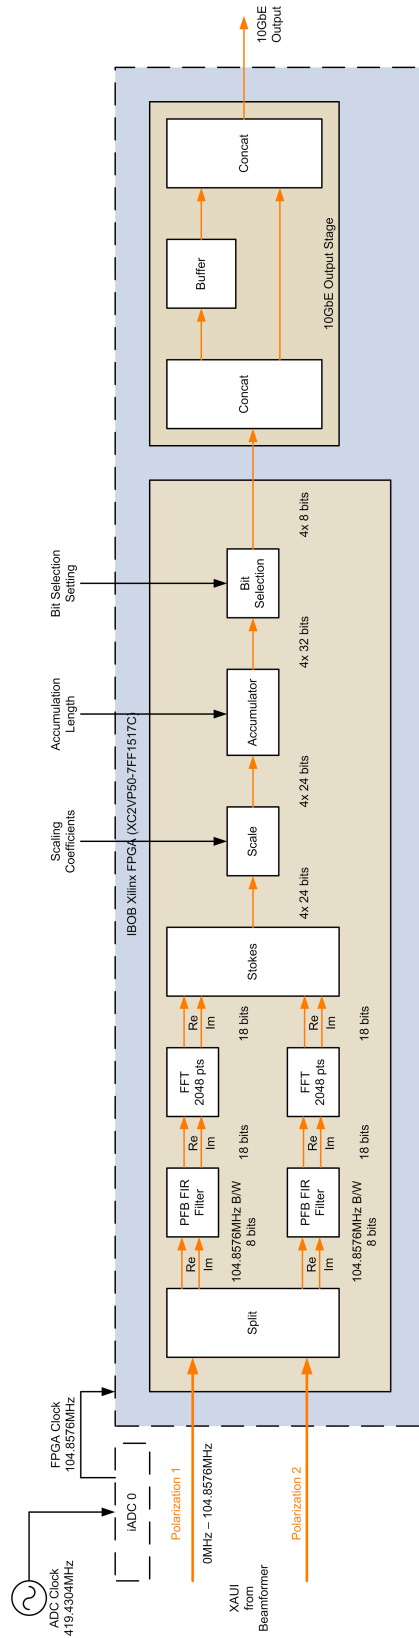 ADC Clock
419.4304MHz
iADC 0
FPGA Clock
104.8576MHz
XAUI
from
Beamformer
Polarization 1
0MHz – 104.8576MHz
Polarization 2
IBOB Xilinx FPGA (XC2VP50-7FF1517C)
Split
Re
Im
104.8576MHz B/W
8 bits
Re
Im
104.8576MHz B/W
8 bits
PFB FIR
Filter
PFB FIR
Filter
Re
Im
18 bits
Re
Im
18 bits
FFT
2048 pts
FFT
2048 pts
Re
Im
18 bits
Re
Im
18 bits
Stokes
4x 24 bits
Scaling
Coefficients
Scale
4x 24 bits
Accumulation
Length
Accumulator
4x 32 bits
Bit Selection
Setting
Bit
Selection
4x 8 bits
Concat
Buffer
Concat
10GbE Output Stage
10GbE
Output